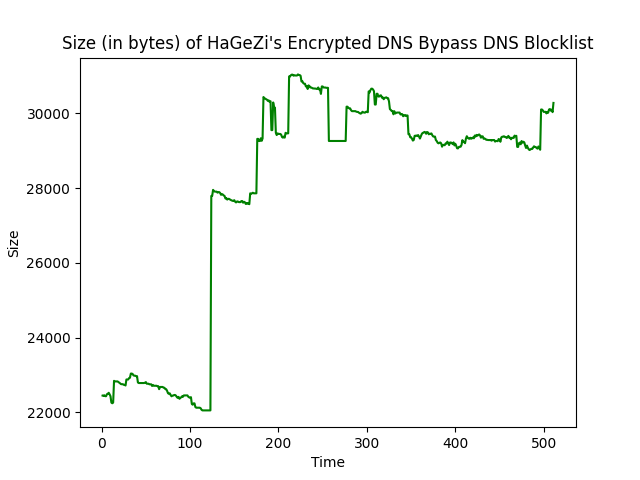 Size (in bytes) of HaGeZi's Encrypted DNS Bypass DNS Blocklist
30000
28000
26000
24000
22000
Size
0 100 200 300 400 500
Time